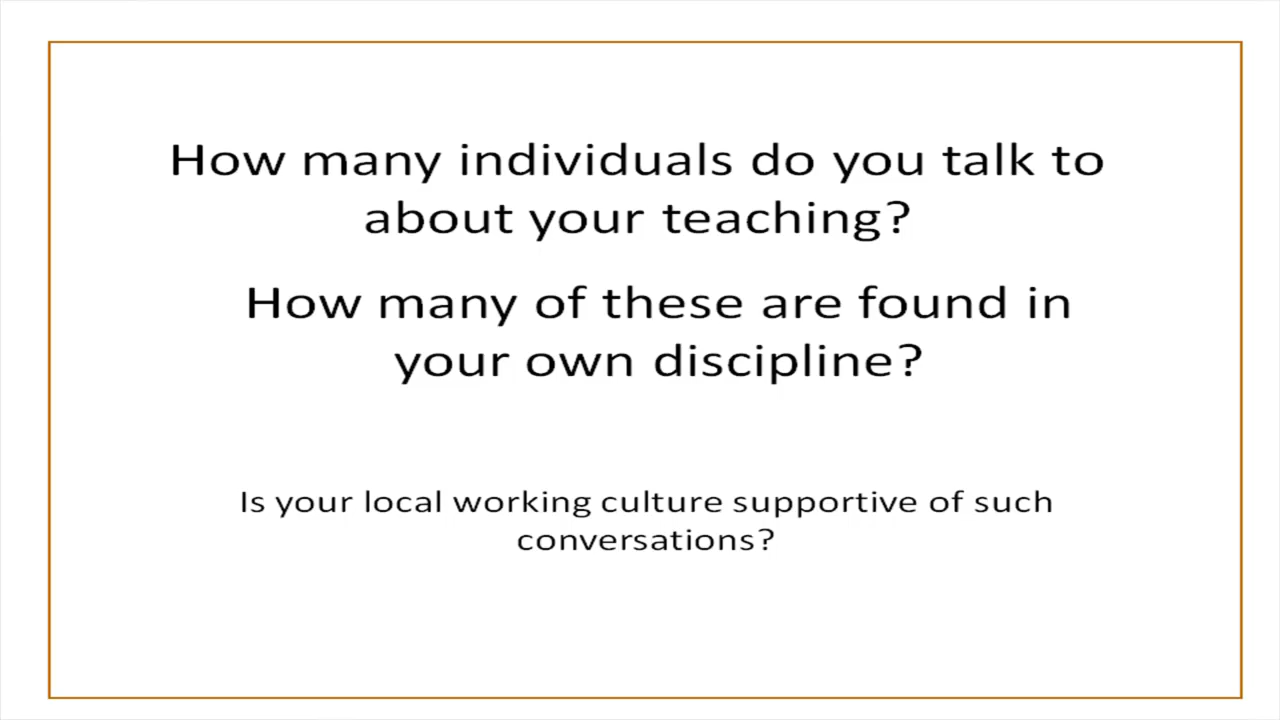 How many individuals do you talk to
about your teaching?
How many of these are found in
your own discipline?
Is your local working culture supportive of such
conversations?